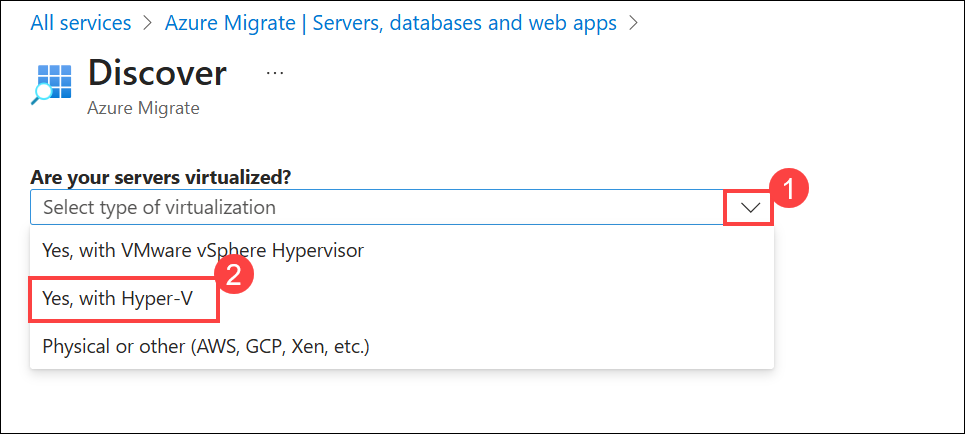 All services > Azure Migrate | Servers, databases and web apps >
Discover ...
Azure Migrate
Are your servers virtualized?
Select type of virtualization
1
Yes, with VMware vSphere Hypervisor
2
Yes, with Hyper-V
Physical or other (AWS, GCP, Xen, etc.)